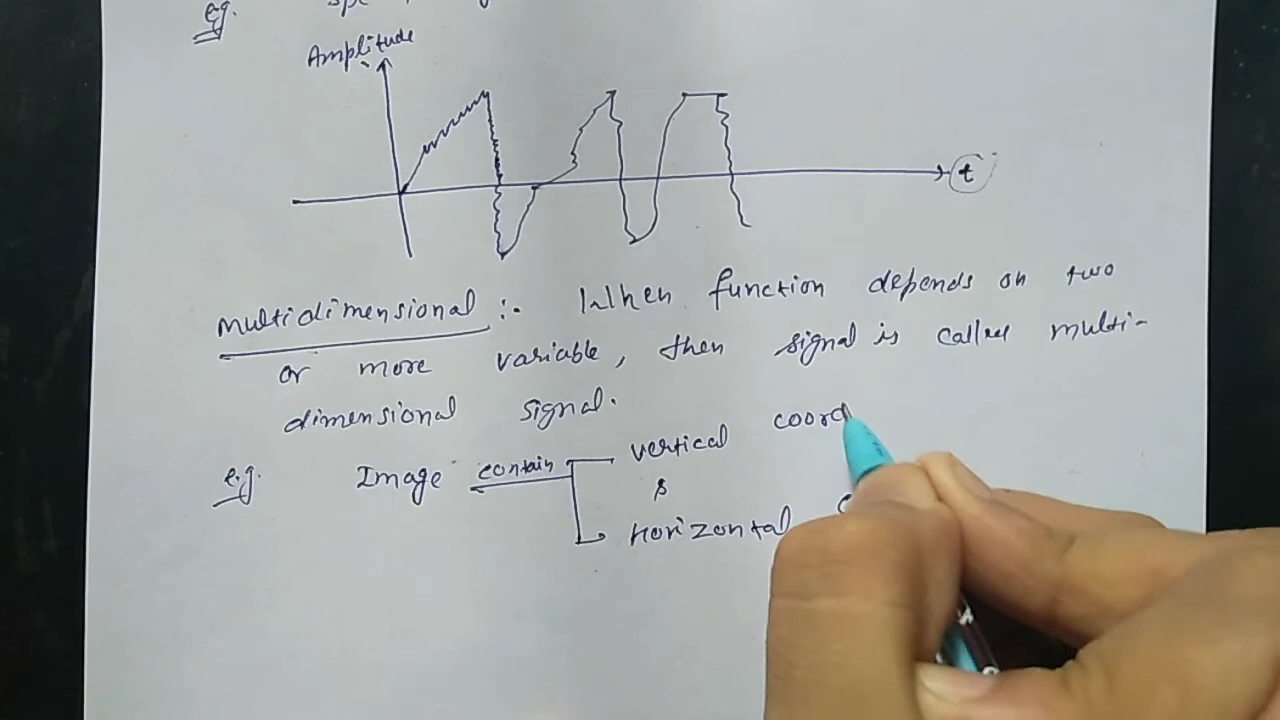 e.g.
Amplitude
t
multidimensional :- When function depends on two
or more variable, then signal is called multi-
dimensional signal.
e.g. Image contain vertical coord
&
horizontal